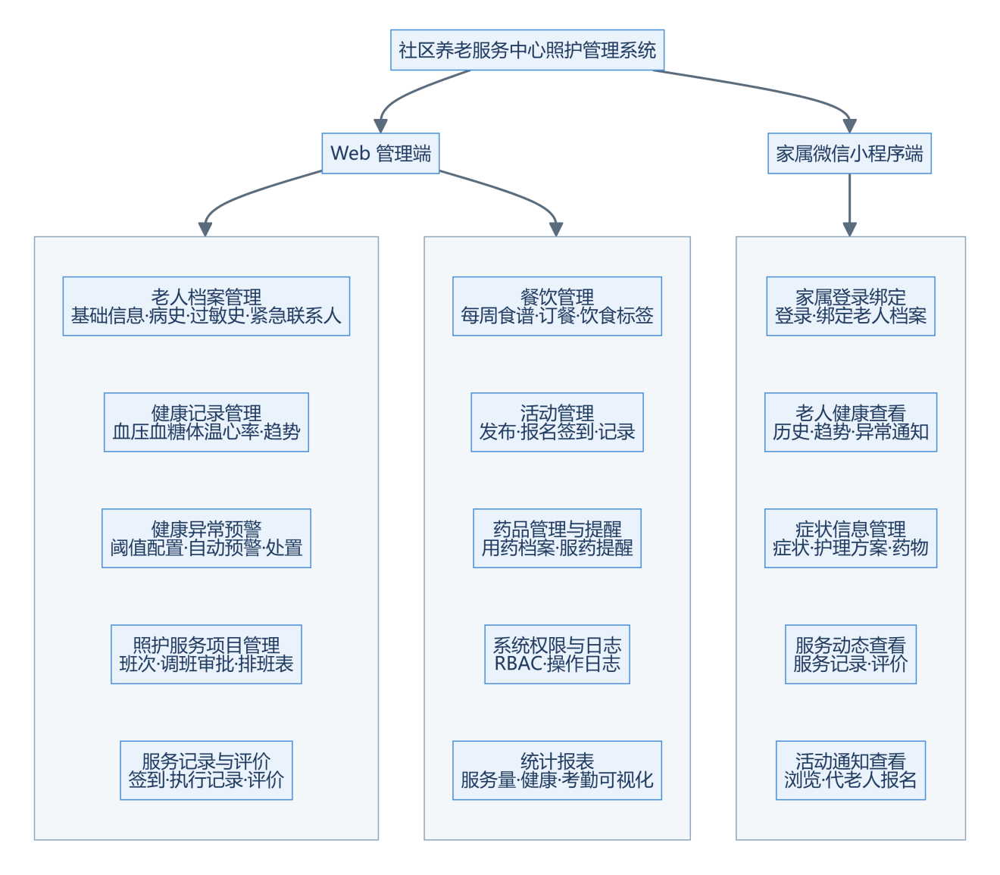 社区养老服务中心照护管理系统
Web 管理端
家属微信小程序端
老人档案管理
基础信息·病史·过敏史·紧急联系人
健康记录管理
血压血糖体温心率·趋势
健康异常预警
阈值配置·自动预警·处置
照护服务项目管理
班次·调班审批·排班表
服务记录与评价
签到·执行记录·评价
餐饮管理
每周食谱·订餐·饮食标签
活动管理
发布·报名签到·记录
药品管理与提醒
用药档案·服药提醒
系统权限与日志
RBAC·操作日志
统计报表
服务量·健康·考勤可视化
家属登录绑定
登录·绑定老人档案
老人健康查看
历史·趋势·异常通知
症状信息管理
症状·护理方案·药物
服务动态查看
服务记录·评价
活动通知查看
浏览·代老人报名